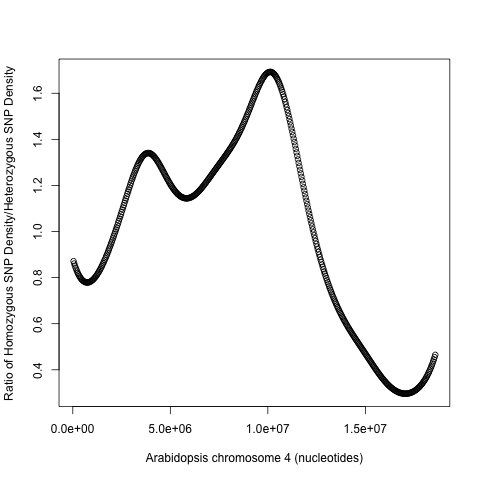 Ratio of Homozygous SNP Density/Heterozygous SNP Density
1.6
1.4
1.2
1.0
0.8
0.6
0.4
0.0e+00 5.0e+06 1.0e+07 1.5e+07
Arabidopsis chromosome 4 (nucleotides)